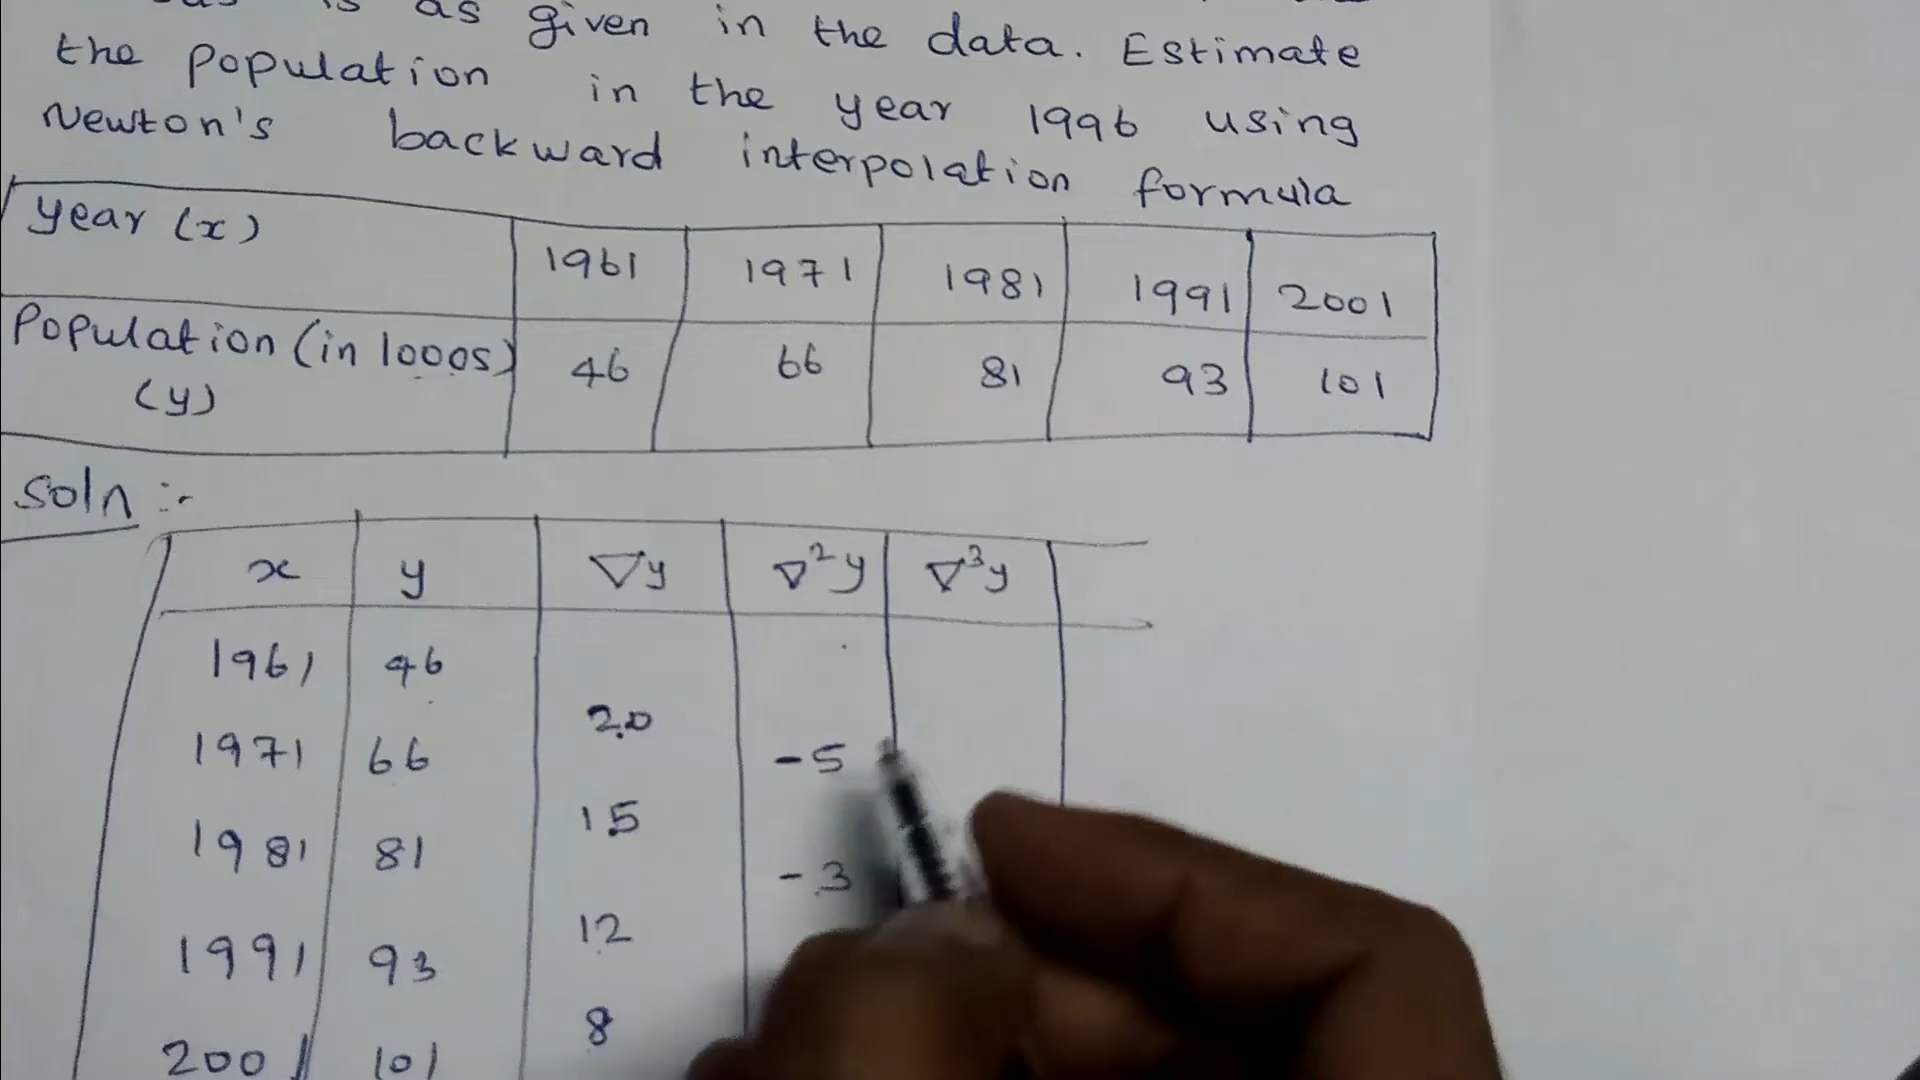 is as given in the data. Estimate
the population in the year 1996 using
Newton's backward interpolation formula
year (x) 1961 1971 1981 1991 2001
Population (in 1000s) 46 66 81 93 101
(y)
Soln :-
x y ∇y ∇²y ∇³y
1961 46
20
1971 66 -5
15
1981 81 -3
12
1991 93
8
2001 101